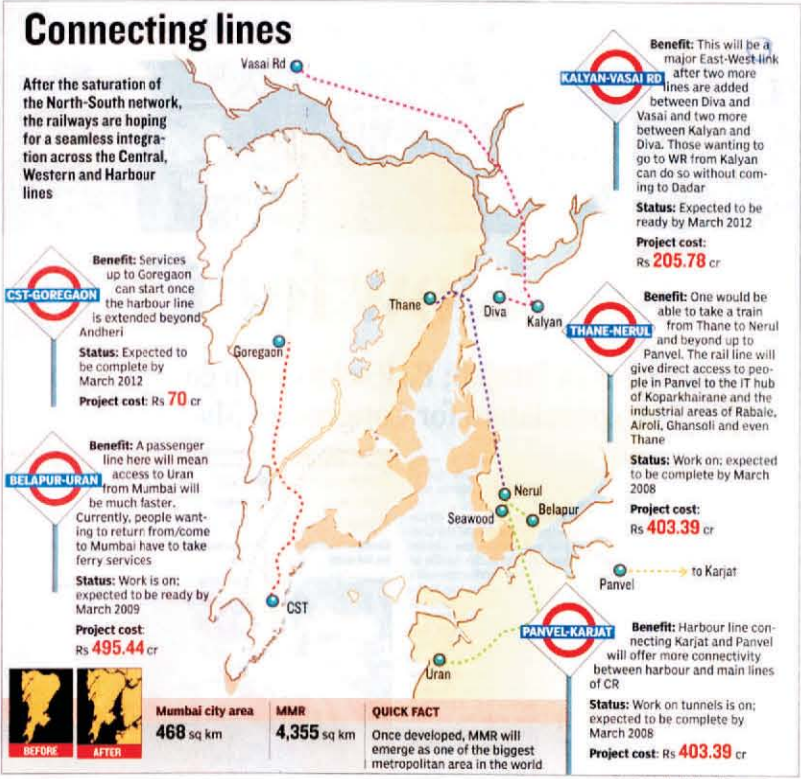 Connecting lines
After the saturation of
the North-South network,
the railways are hoping
for a seamless integra-
tion across the Central,
Western and Harbour
lines
Vasai Rd
Thane
Diva
Kalyan
Goregaon
Nerul
Seawood
Belapur
Panvel
to Karjat
CST
Uran
KALYAN-VASAI RD
Benefit: This will be a
major East-West link
after two more
lines are added
between Diva and
Vasai and two more
between Kalyan and
Diva. Those wanting to
go to WR from Kalyan
can do so without com-
ing to Dadar
Status: Expected to be
ready by March 2012
Project cost:
Rs 205.78 cr
CST-GOREGAON
Benefit: Services
up to Goregaon
can start once
the harbour line
is extended beyond
Andheri
Status: Expected to
be complete by
March 2012
Project cost: Rs 70 cr
THANE-NERUL
Benefit: One would be
able to take a train
from Thane to Nerul
and beyond up to
Panvel. The rail line will
give direct access to peo-
ple in Panvel to the IT hub
of Koparkhairane and the
industrial areas of Rabale,
Airoli, Ghansoli and even
Thane
Status: Work on; expected
to be complete by March
2008
Project cost:
Rs 403.39 cr
BELAPUR-URAN
Benefit: A passenger
line here will mean
access to Uran
from Mumbai will
be much faster.
Currently, people want-
ing to return from/come
to Mumbai have to take
ferry services
Status: Work is on;
expected to be ready by
March 2009
Project cost:
Rs 495.44 cr
PANVEL-KARJAT
Benefit: Harbour line con-
necting Karjat and Panvel
will offer more connectivity
between harbour and main lines
of CR
Status: Work on tunnels is on;
expected to be complete by
March 2008
Project cost: Rs 403.39 cr
BEFORE
AFTER
Mumbai city area
468 sq km
MMR
4,355 sq km
QUICK FACT
Once developed, MMR will
emerge as one of the biggest
metropolitan area in the world